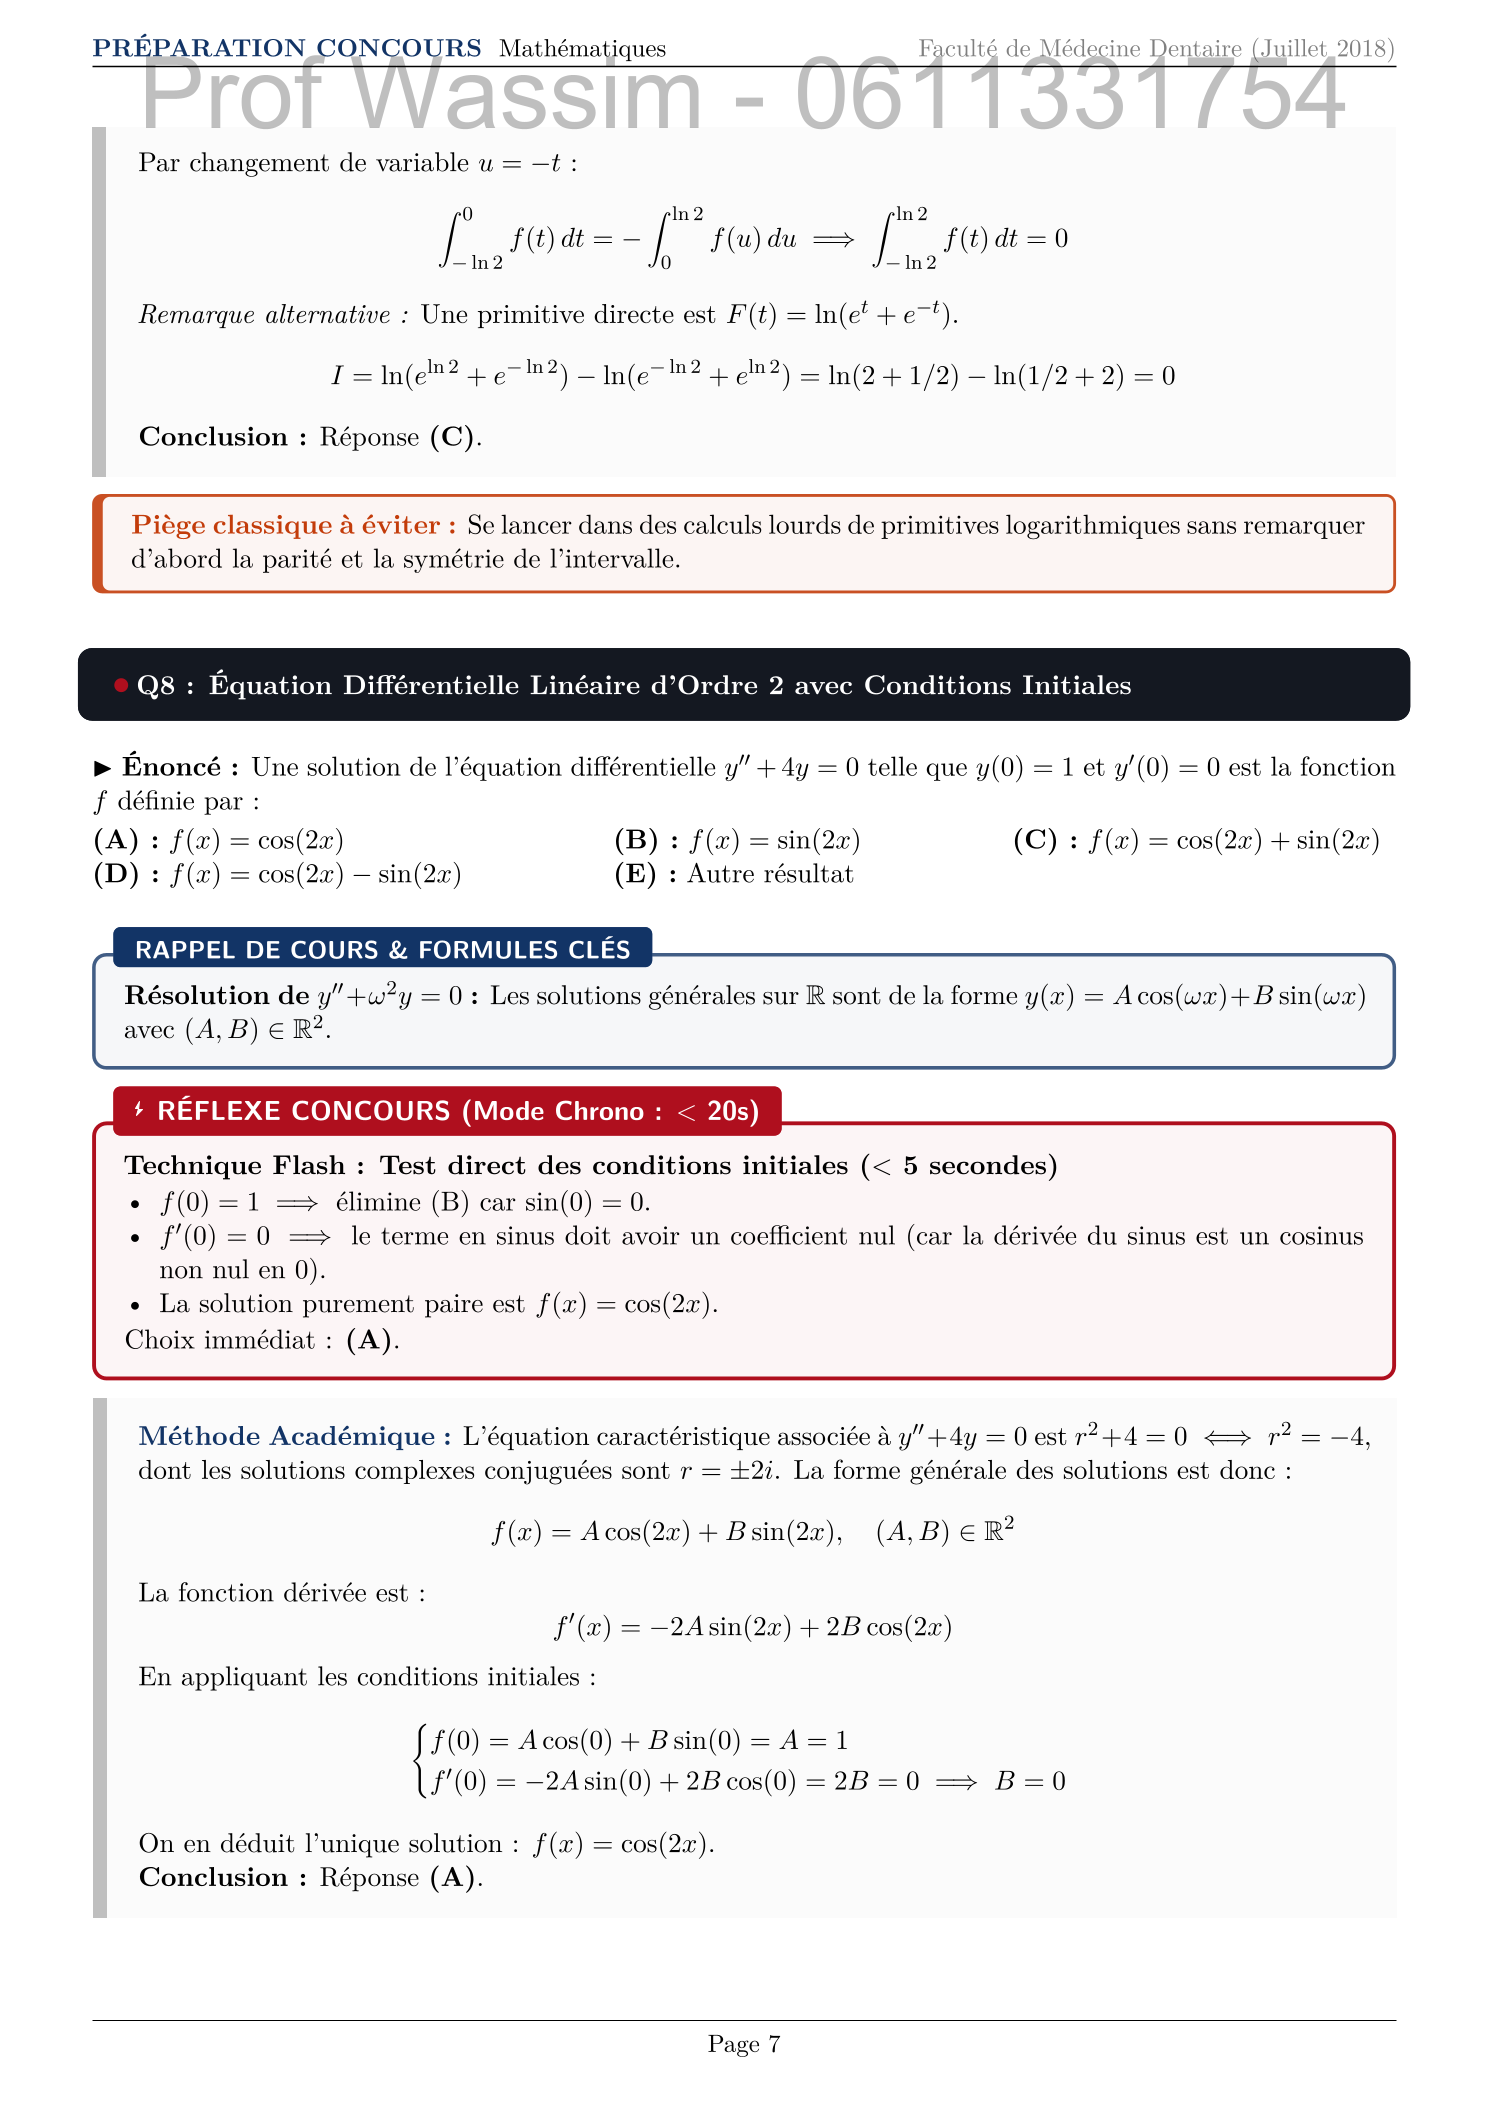 PRÉPARATION CONCOURS Mathématiques Faculté de Médecine Dentaire (Juillet 2018)
Prof Wassim - 0611331754
Par changement de variable u = −t :
∫_{−ln 2}^{0} f(t) dt = − ∫_{0}^{ln 2} f(u) du ⟹ ∫_{−ln 2}^{ln 2} f(t) dt = 0
Remarque alternative : Une primitive directe est F(t) = ln(e^t + e^{−t}).
I = ln(e^{ln 2} + e^{−ln 2}) − ln(e^{−ln 2} + e^{ln 2}) = ln(2 + 1/2) − ln(1/2 + 2) = 0
Conclusion : Réponse (C).
Piège classique à éviter : Se lancer dans des calculs lourds de primitives logarithmiques sans remarquer
d'abord la parité et la symétrie de l'intervalle.
● Q8 : Équation Différentielle Linéaire d'Ordre 2 avec Conditions Initiales
▶ Énoncé : Une solution de l'équation différentielle y″ + 4y = 0 telle que y(0) = 1 et y′(0) = 0 est la fonction
f définie par :
(A) : f(x) = cos(2x) (B) : f(x) = sin(2x) (C) : f(x) = cos(2x) + sin(2x)
(D) : f(x) = cos(2x) − sin(2x) (E) : Autre résultat
RAPPEL DE COURS & FORMULES CLÉS
Résolution de y″+ω²y = 0 : Les solutions générales sur ℝ sont de la forme y(x) = A cos(ωx)+B sin(ωx)
avec (A, B) ∈ ℝ².
⚡ RÉFLEXE CONCOURS (Mode Chrono : < 20s)
Technique Flash : Test direct des conditions initiales (< 5 secondes)
• f(0) = 1 ⟹ élimine (B) car sin(0) = 0.
• f′(0) = 0 ⟹ le terme en sinus doit avoir un coefficient nul (car la dérivée du sinus est un cosinus
non nul en 0).
• La solution purement paire est f(x) = cos(2x).
Choix immédiat : (A).
Méthode Académique : L'équation caractéristique associée à y″+4y = 0 est r²+4 = 0 ⟺ r² = −4,
dont les solutions complexes conjuguées sont r = ±2i. La forme générale des solutions est donc :
f(x) = A cos(2x) + B sin(2x), (A, B) ∈ ℝ²
La fonction dérivée est :
f′(x) = −2A sin(2x) + 2B cos(2x)
En appliquant les conditions initiales :
{ f(0) = A cos(0) + B sin(0) = A = 1
f′(0) = −2A sin(0) + 2B cos(0) = 2B = 0 ⟹ B = 0
On en déduit l'unique solution : f(x) = cos(2x).
Conclusion : Réponse (A).
Page 7